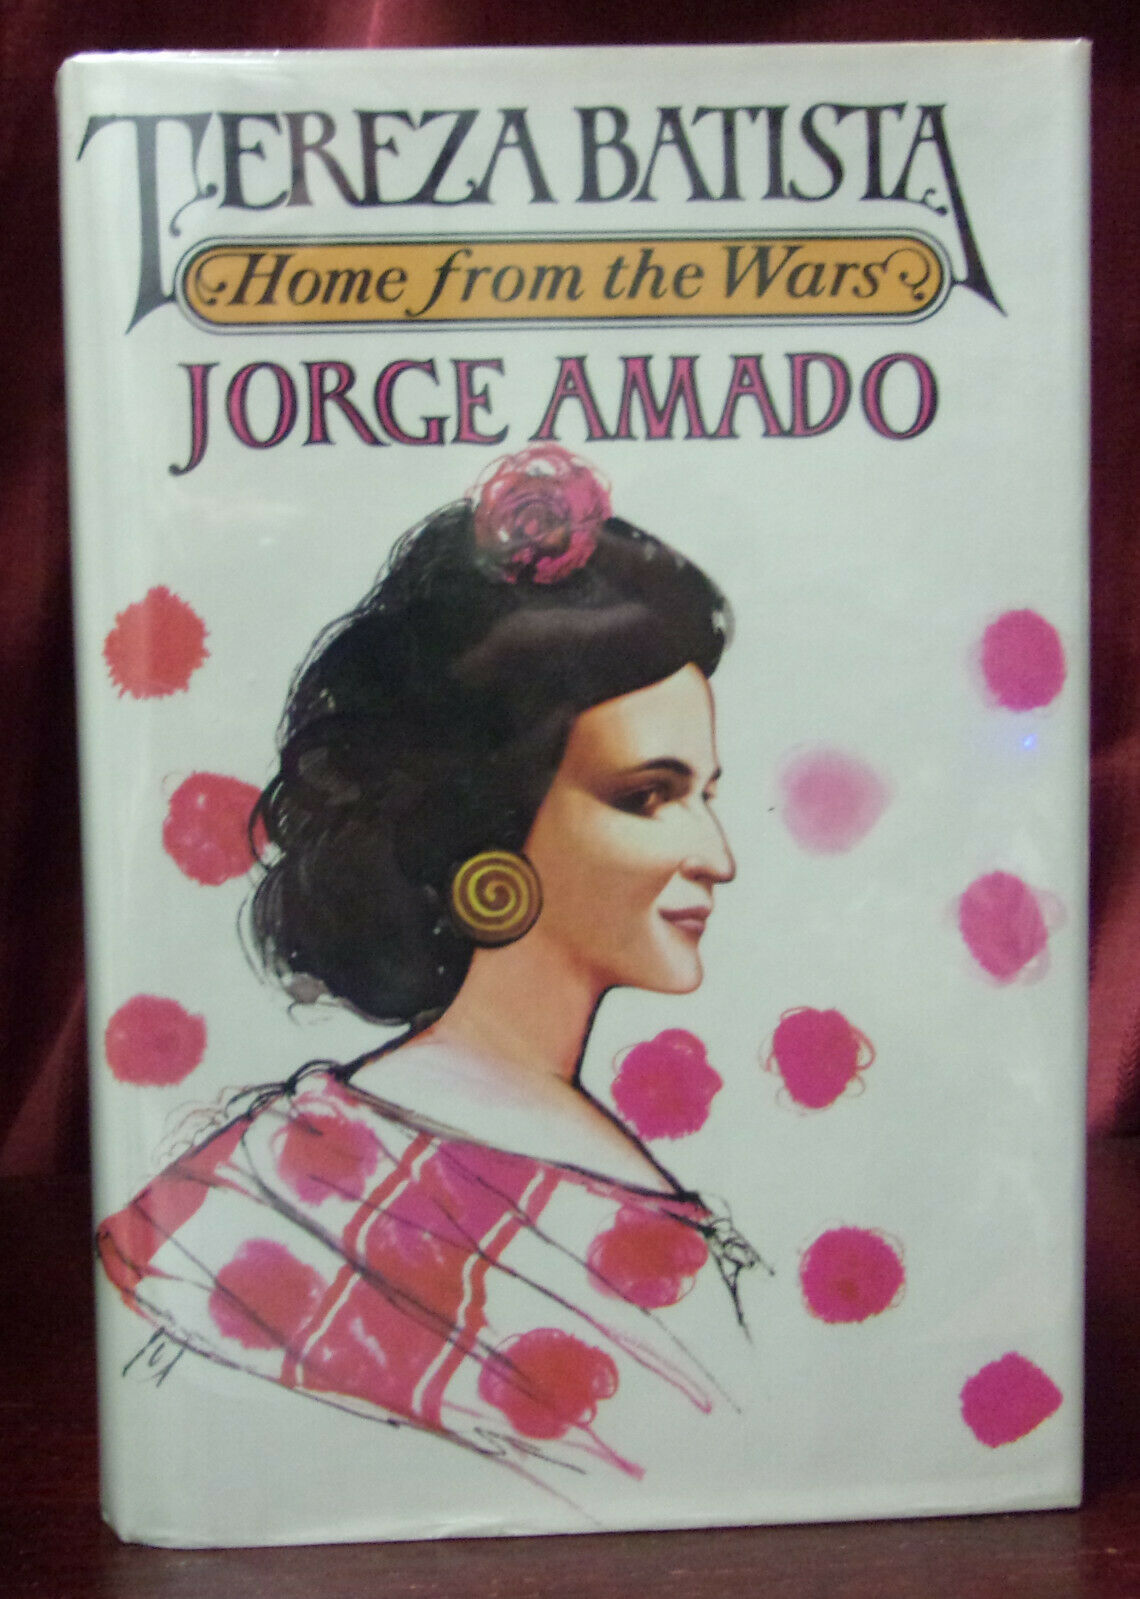 TEREZA BATISTA
Home from the Wars
JORGE AMADO